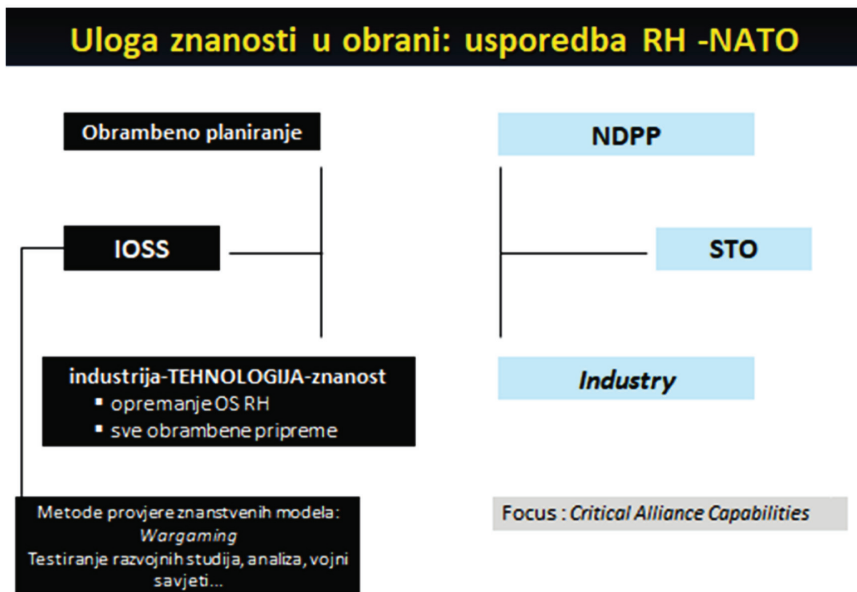 Uloga znanosti u obrani: usporedba RH -NATO
Obrambeno planiranje
NDPP
IOSS
STO
industrija-TEHNOLOGIJA-znanost
▪ opremanje OS RH
▪ sve obrambene pripreme
Industry
Metode provjere znanstvenih modela:
Wargaming
Testiranje razvojnih studija, analiza, vojni
savjeti...
Focus : Critical Alliance Capabilities